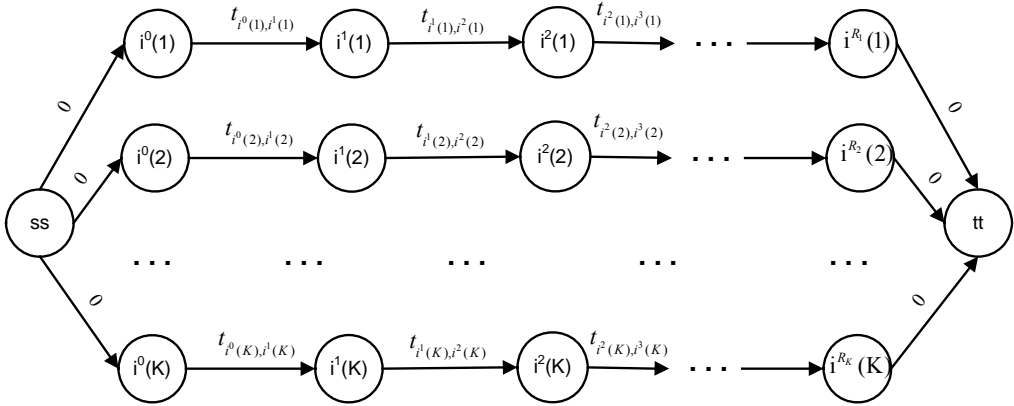 t_{i^0(1),i^1(1)} t_{i^1(1),i^2(1)} t_{i^2(1),i^3(1)}
i^0(1) i^1(1) i^2(1) ... i^{R_1}(1)
0 0
t_{i^0(2),i^1(2)} t_{i^1(2),i^2(2)} t_{i^2(2),i^3(2)}
i^0(2) i^1(2) i^2(2) ... i^{R_2}(2)
0 0
ss tt
... ... ... ... ...
0 0
t_{i^0(K),i^1(K)} t_{i^1(K),i^2(K)} t_{i^2(K),i^3(K)}
i^0(K) i^1(K) i^2(K) ... i^{R_K}(K)